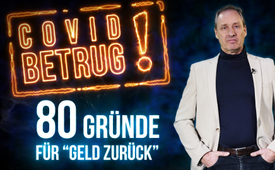 COVID
BETRUG!
80 GRÜNDE
FÜR "GELD ZURÜCK"